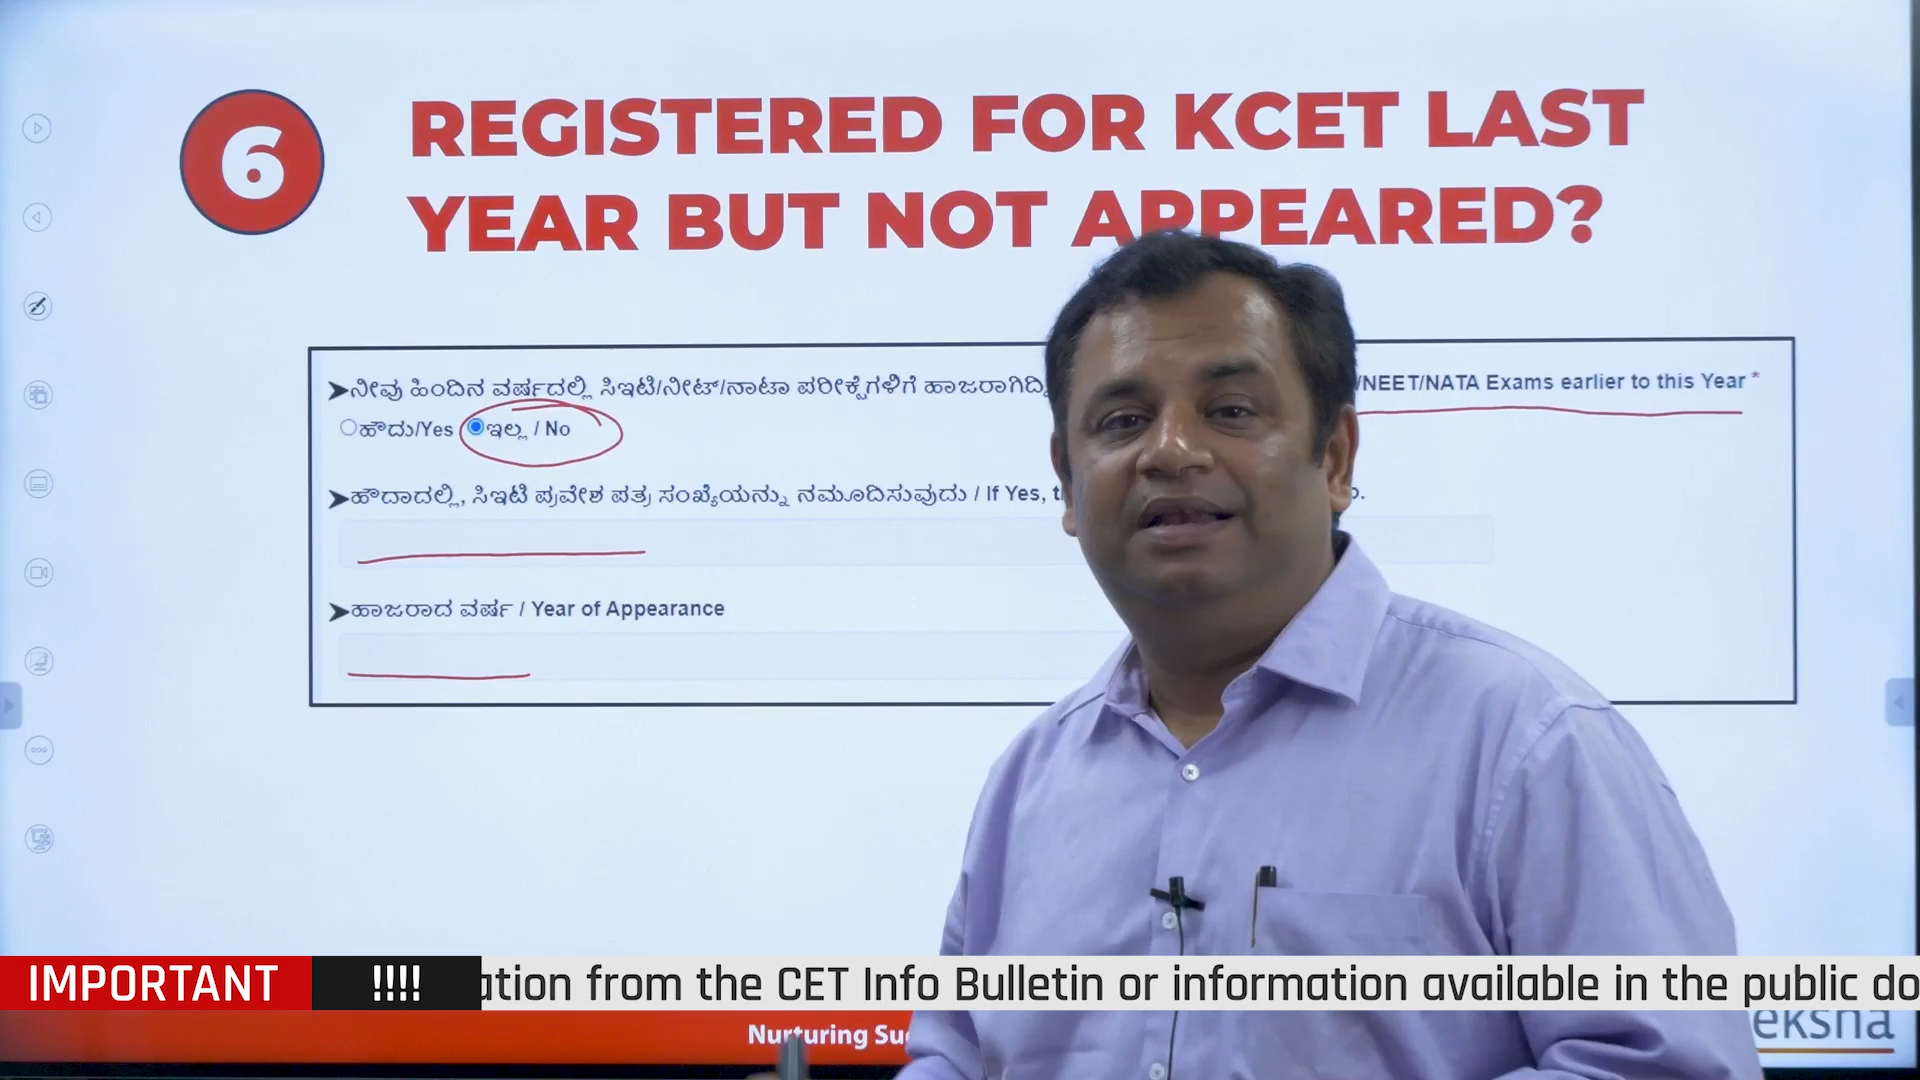 6
REGISTERED FOR KCET LAST
YEAR BUT NOT APPEARED?
➤ನೀವು ಹಿಂದಿನ ವರ್ಷದಲ್ಲಿ ಸಿಇಟಿ/ನೀಟ್/ನಾಟಾ ಪರೀಕ್ಷೆಗಳಿಗೆ /NEET/NATA Exams earlier to this Year *
ಹೌದು/Yes ಇಲ್ಲ / No
➤ಹೌದಾದಲ್ಲಿ, ಸಿಇಟಿ ಪ್ರವೇಶ ಪತ್ರ ಸಂಖ್ಯೆಯನ್ನು ನಮೂದಿಸುವುದು / If Yes,
➤ಹಾಜರಾದ ವರ್ಷ / Year of Appearance
IMPORTANT !!!! ation from the CET Info Bulletin or information available in the public do
Nurturing
eksha